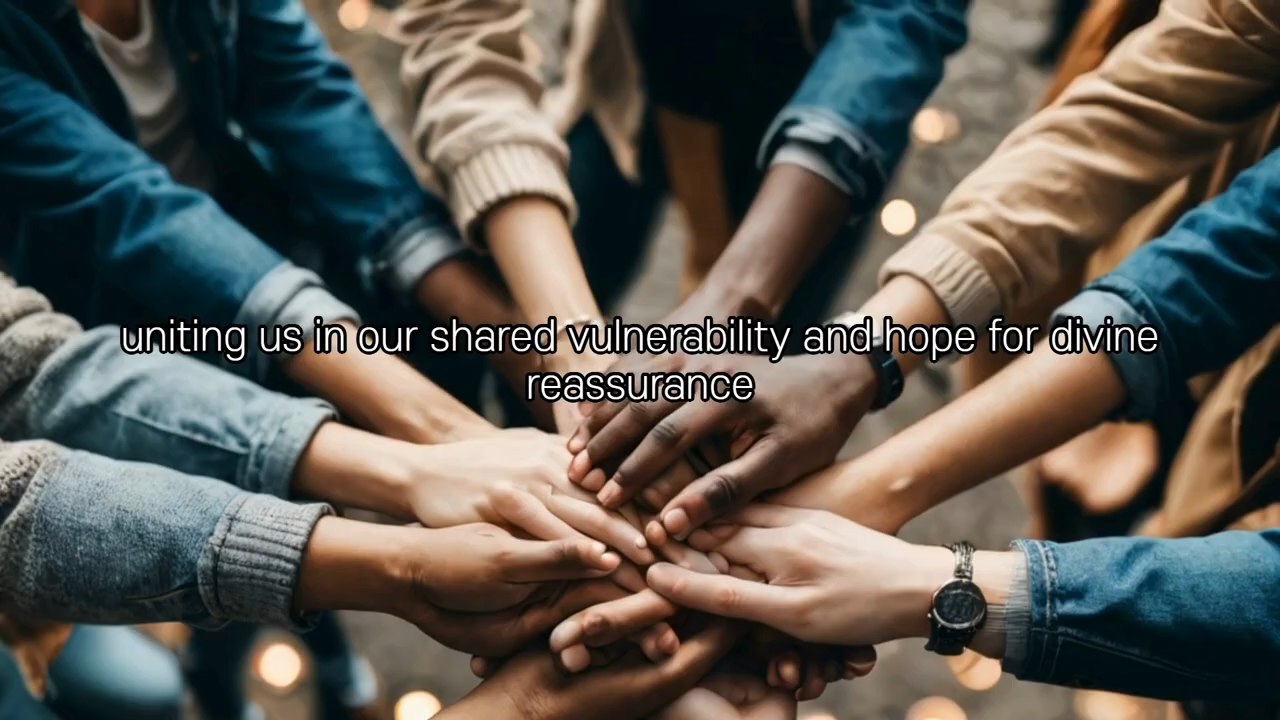 uniting us in our shared vulnerability and hope for divine
reassurance